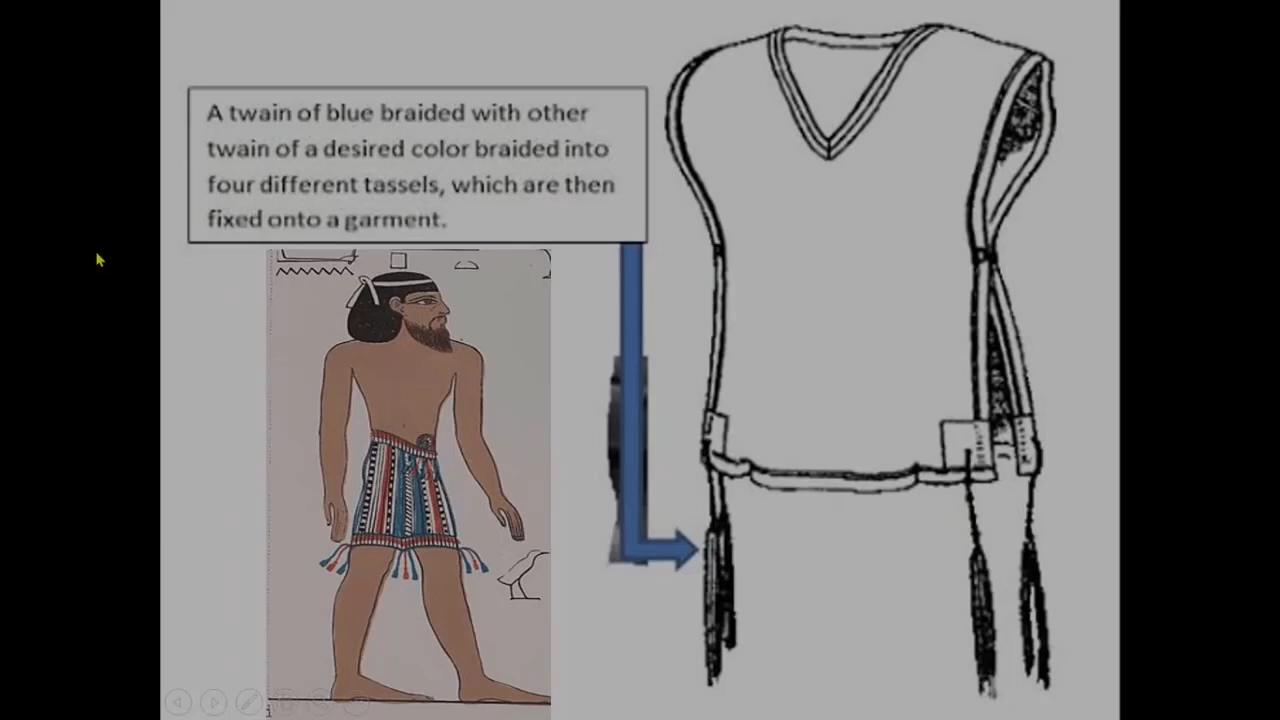 A twain of blue braided with other
twain of a desired color braided into
four different tassels, which are then
fixed onto a garment.